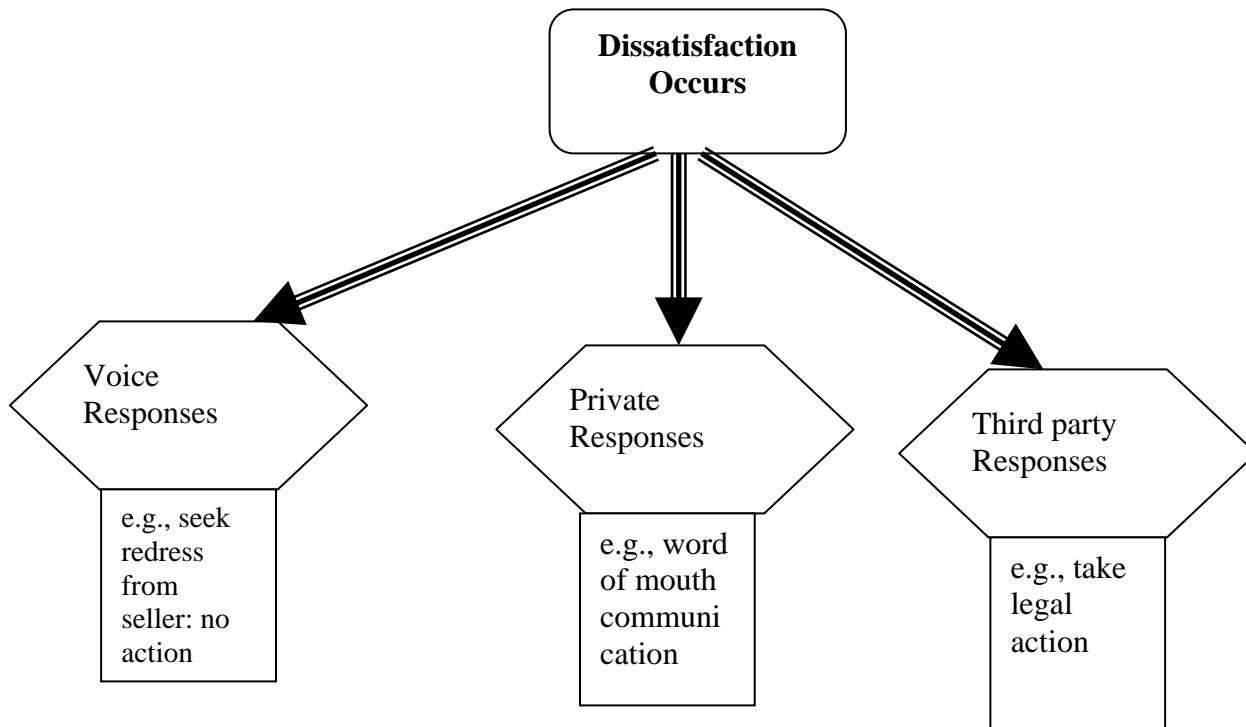 Dissatisfaction
Occurs
Voice
Responses
e.g., seek
redress
from
seller: no
action
Private
Responses
e.g., word
of mouth
communi
cation
Third party
Responses
e.g., take
legal
action